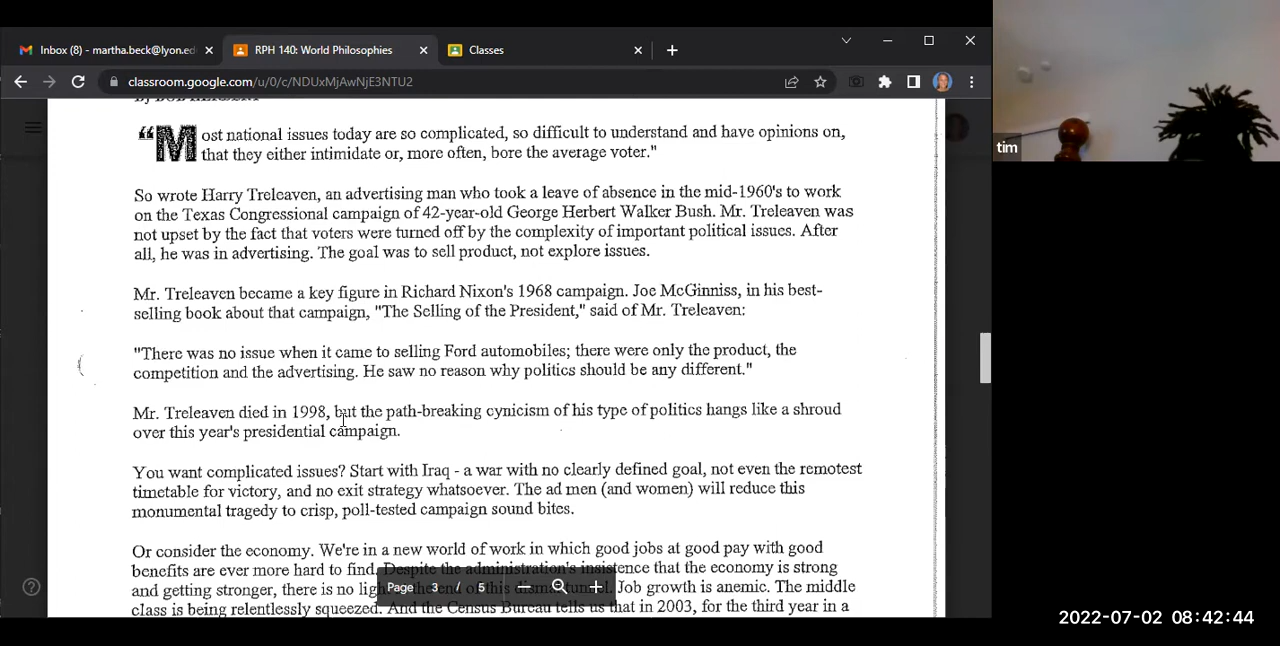 Inbox (8) - martha.beck@lyon.ed
RPH 140: World Philosophies
Classes
classroom.google.com/u/0/c/NDUxMjAwNjE3NTU2
tim
"Most national issues today are so complicated, so difficult to understand and have opinions on,
that they either intimidate or, more often, bore the average voter."
So wrote Harry Treleaven, an advertising man who took a leave of absence in the mid-1960's to work
on the Texas Congressional campaign of 42-year-old George Herbert Walker Bush. Mr. Treleaven was
not upset by the fact that voters were turned off by the complexity of important political issues. After
all, he was in advertising. The goal was to sell product, not explore issues.
Mr. Treleaven became a key figure in Richard Nixon's 1968 campaign. Joe McGinniss, in his best-
selling book about that campaign, "The Selling of the President," said of Mr. Treleaven:
"There was no issue when it came to selling Ford automobiles; there were only the product, the
competition and the advertising. He saw no reason why politics should be any different."
Mr. Treleaven died in 1998, but the path-breaking cynicism of his type of politics hangs like a shroud
over this year's presidential campaign.
You want complicated issues? Start with Iraq - a war with no clearly defined goal, not even the remotest
timetable for victory, and no exit strategy whatsoever. The ad men (and women) will reduce this
monumental tragedy to crisp, poll-tested campaign sound bites.
Or consider the economy. We're in a new world of work in which good jobs at good pay with good
benefits are ever more hard to find. Despite the administration's insistence that the economy is strong
and getting stronger, there is no light at the end of this dismal tunnel. Job growth is anemic. The middle
class is being relentlessly squeezed. And the Census Bureau tells us that in 2003, for the third year in a
Page 3 / 5
2022-07-02 08:42:44